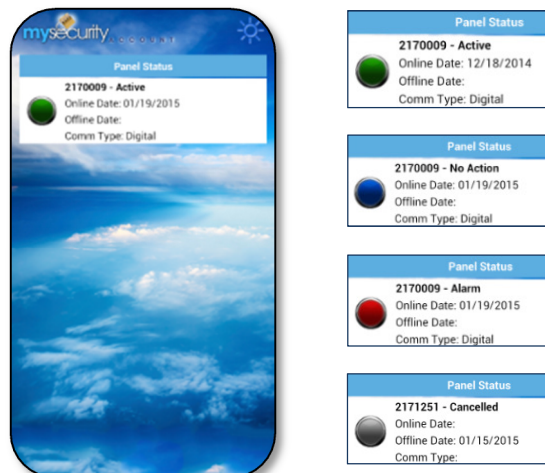 mysecurity
ACCOUNT
Panel Status
2170009 - Active
Online Date: 01/19/2015
Offline Date:
Comm Type: Digital
Panel Status
2170009 - Active
Online Date: 12/18/2014
Offline Date:
Comm Type: Digital
Panel Status
2170009 - No Action
Online Date: 01/19/2015
Offline Date:
Comm Type: Digital
Panel Status
2170009 - Alarm
Online Date: 01/19/2015
Offline Date:
Comm Type: Digital
Panel Status
2171251 - Cancelled
Online Date:
Offline Date: 01/15/2015
Comm Type: